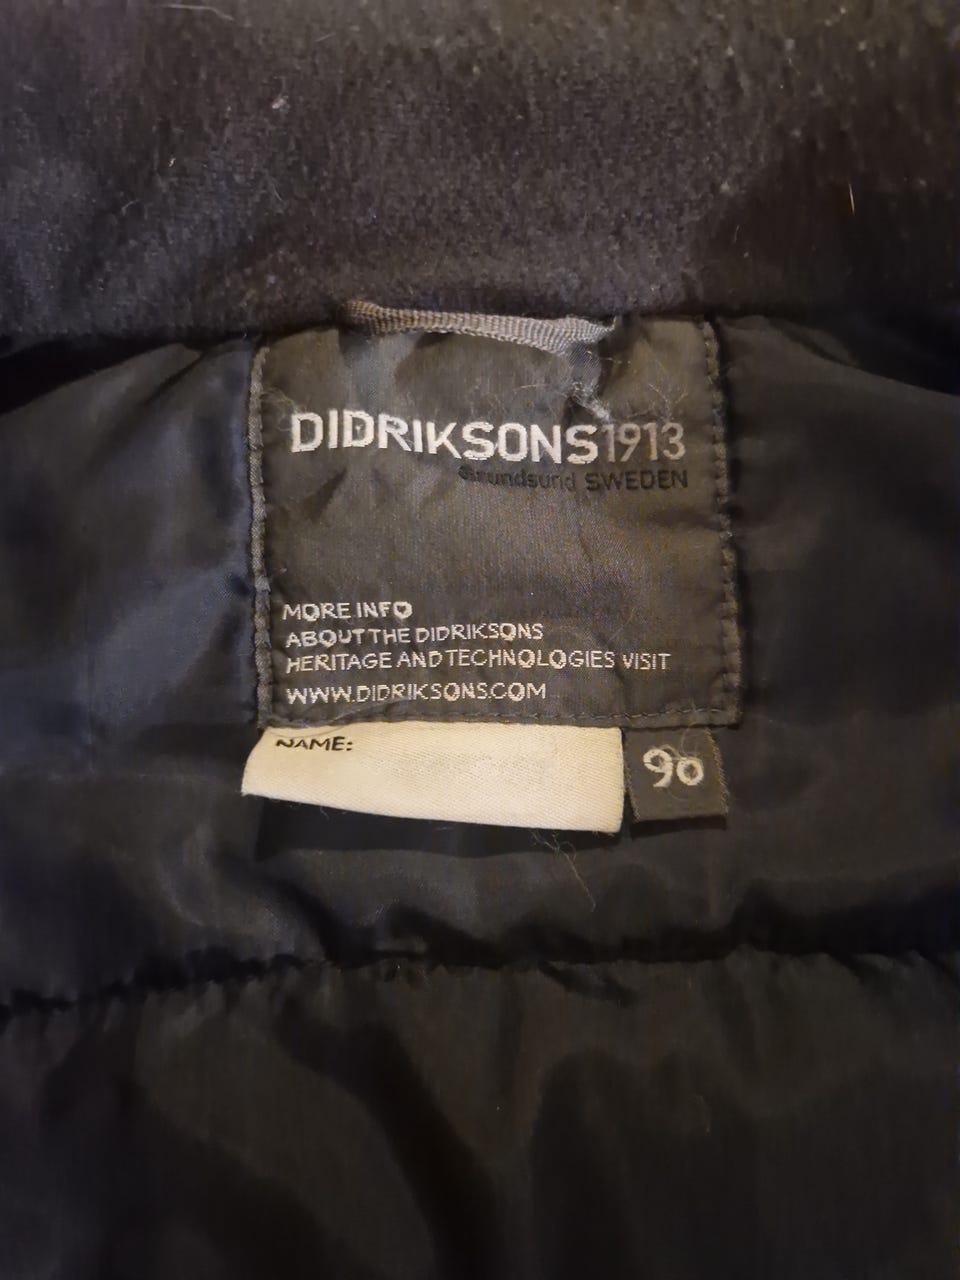 DIDRIKSONS1913
Grundsund SWEDEN
MORE INFO
ABOUT THE DIDRIKSONS
HERITAGE AND TECHNOLOGIES VISIT
WWW.DIDRIKSONS.COM
NAME:
90